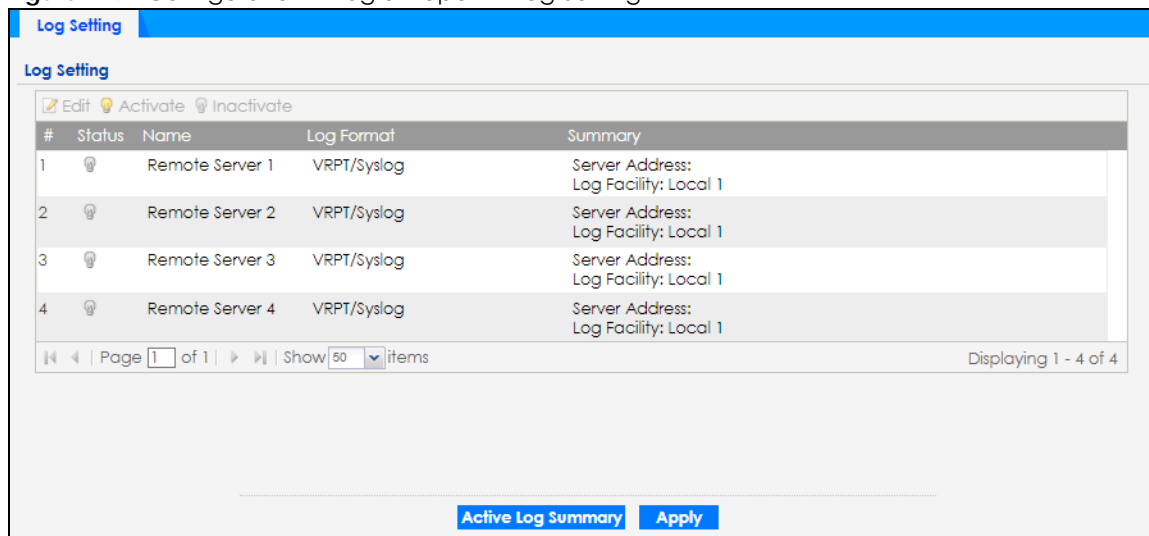 Log Setting
Log Setting
Edit Activate Inactivate
# Status Name Log Format Summary
1 Remote Server 1 VRPT/Syslog Server Address:
Log Facility: Local 1
2 Remote Server 2 VRPT/Syslog Server Address:
Log Facility: Local 1
3 Remote Server 3 VRPT/Syslog Server Address:
Log Facility: Local 1
4 Remote Server 4 VRPT/Syslog Server Address:
Log Facility: Local 1
Page 1 of 1 Show 50 items Displaying 1 - 4 of 4
Active Log Summary Apply